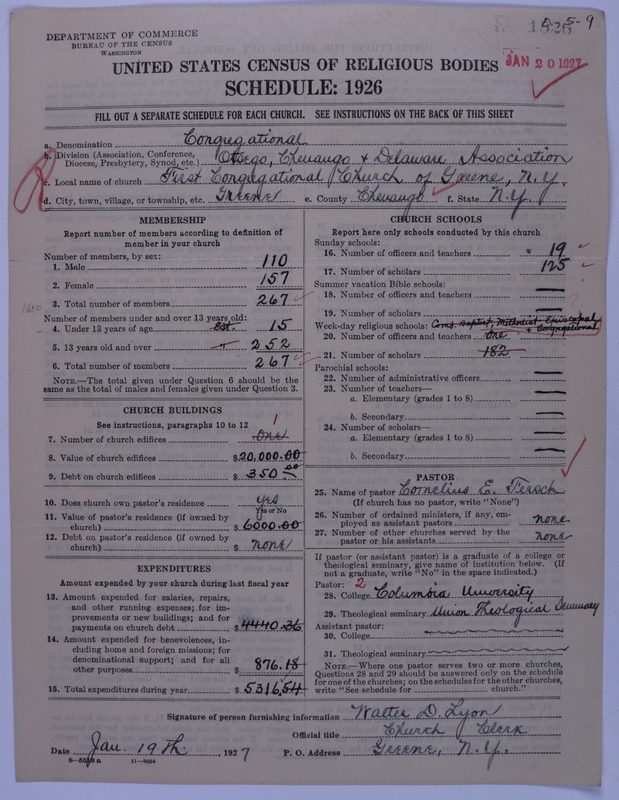 DEPARTMENT OF COMMERCE
BUREAU OF THE CENSUS
WASHINGTON
5-9
JAN 20 1927
UNITED STATES CENSUS OF RELIGIOUS BODIES
SCHEDULE: 1926
FILL OUT A SEPARATE SCHEDULE FOR EACH CHURCH. SEE INSTRUCTIONS ON THE BACK OF THIS SHEET
a. Denomination Congregational
b. Division (Association, Conference, Diocese, Presbytery, Synod, etc.) Otsego, Chenango & Delaware Association
c. Local name of church First Congregational Church of Greene, N.Y.
d. City, town, village, or township, etc. Greene e. County Chenango f. State N.Y.
MEMBERSHIP
Report number of members according to definition of
member in your church
Number of members, by sex:
1. Male 110
2. Female 157
3. Total number of members 267
Number of members under and over 13 years old:
4. Under 13 years of age Est. 15
5. 13 years old and over " 252
6. Total number of members 267
NOTE.—The total given under Question 6 should be the
same as the total of males and females given under Question 3.
CHURCH BUILDINGS
See instructions, paragraphs 10 to 12
1
7. Number of church edifices One
8. Value of church edifices $20,000.00
9. Debt on church edifices $350.00
10. Does church own pastor's residence yes
Yes or No
11. Value of pastor's residence (if owned by
church) $6000.00
12. Debt on pastor's residence (if owned by
church) $ none
EXPENDITURES
Amount expended by your church during last fiscal year
13. Amount expended for salaries, repairs,
and other running expenses; for im-
provements or new buildings; and for
payments on church debt $4440.36
14. Amount expended for benevolences, in-
cluding home and foreign missions; for
denominational support; and for all
other purposes $876.18
15. Total expenditures during year $5316.54
CHURCH SCHOOLS
Report here only schools conducted by this church
Sunday schools:
16. Number of officers and teachers 19
17. Number of scholars 125
Summer vacation Bible schools:
18. Number of officers and teachers —
19. Number of scholars —
Week-day religious schools: Baptist, Methodist, Episcopal
& Congregational
20. Number of officers and teachers One
21. Number of scholars 182
Parochial schools:
22. Number of administrative officers —
23. Number of teachers—
a. Elementary (grades 1 to 8) —
b. Secondary —
24. Number of scholars—
a. Elementary (grades 1 to 8) —
b. Secondary —
PASTOR
25. Name of pastor Cornelius E.
(If church has no pastor, write "None")
26. Number of ordained ministers, if any, em-
ployed as assistant pastors none
27. Number of other churches served by the
pastor or his assistants none
If pastor (or assistant pastor) is a graduate of a college or
theological seminary, give name of institution below. (If
not a graduate, write "No" in the space indicated.)
Pastor: 2
28. College Columbia University
29. Theological seminary Union Theological Seminary
Assistant pastor:
30. College
31. Theological seminary
NOTE.—Where one pastor serves two or more churches,
Questions 28 and 29 should be answered only on the schedule
for one of the churches; on the schedules for the other churches,
write "See schedule for church."
Signature of person furnishing information Walter D. Lyon
Official title Church Clerk
Date Jan. 19th, 1927 P. O. Address Greene, N.Y.
11-9554